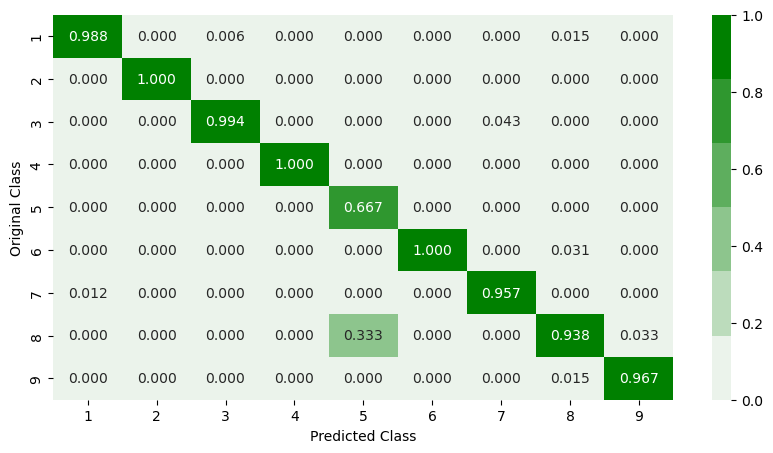 1 0.988 0.000 0.006 0.000 0.000 0.000 0.000 0.015 0.000
2 0.000 1.000 0.000 0.000 0.000 0.000 0.000 0.000 0.000
3 0.000 0.000 0.994 0.000 0.000 0.000 0.043 0.000 0.000
4 0.000 0.000 0.000 1.000 0.000 0.000 0.000 0.000 0.000
5 0.000 0.000 0.000 0.000 0.667 0.000 0.000 0.000 0.000
6 0.000 0.000 0.000 0.000 0.000 1.000 0.000 0.031 0.000
7 0.012 0.000 0.000 0.000 0.000 0.000 0.957 0.000 0.000
8 0.000 0.000 0.000 0.000 0.333 0.000 0.000 0.938 0.033
9 0.000 0.000 0.000 0.000 0.000 0.000 0.000 0.015 0.967
1 2 3 4 5 6 7 8 9
Predicted Class
Original Class
1.0
0.8
0.6
0.4
0.2
0.0